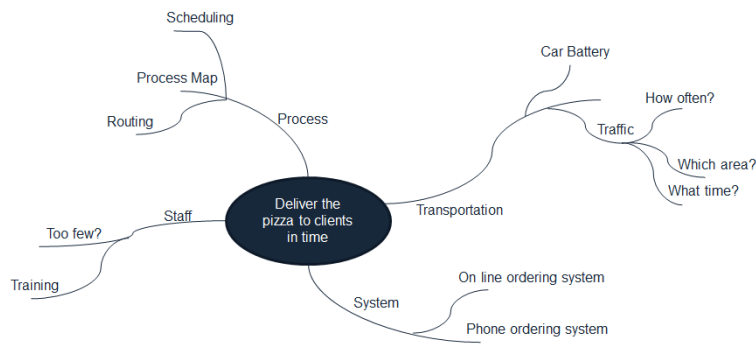 Scheduling
Car Battery
Process Map
How often?
Routing
Process
Traffic
Which area?
What time?
Deliver the
pizza to clients
in time
Transportation
Staff
Too few?
Training
System
On line ordering system
Phone ordering system